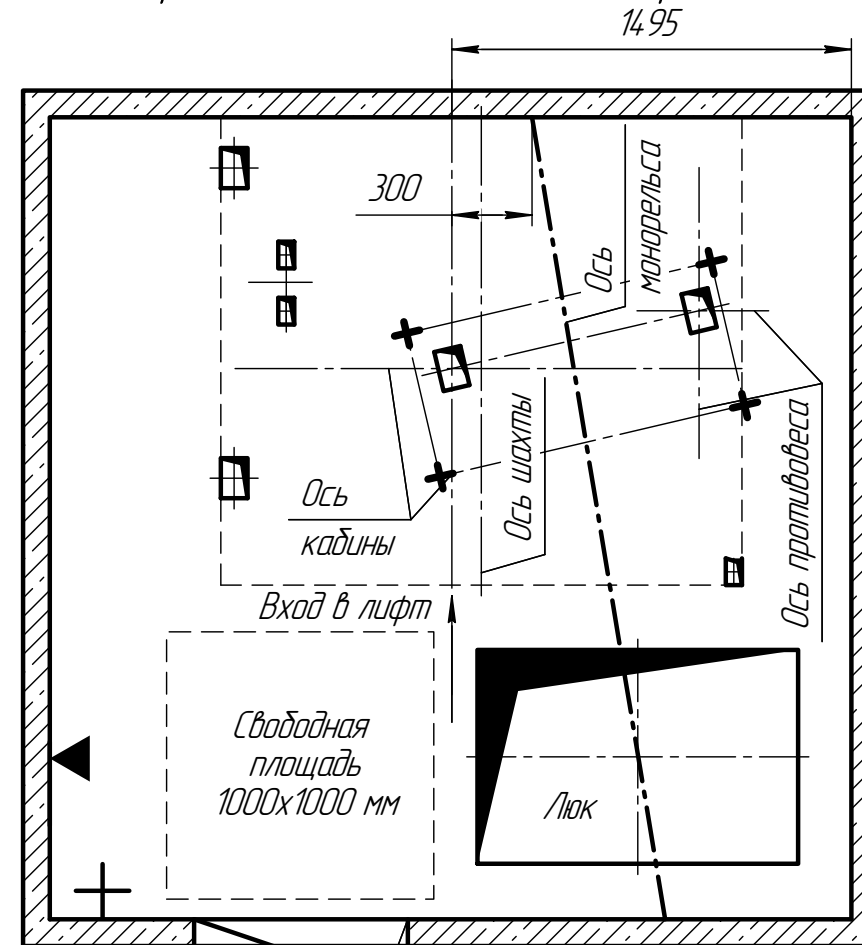 1495
300
Ось
монорельса
Ось шахты
Ось
кабины
Ось противовеса
Вход в лифт
Свободная
площадь
1000х1000 мм
Люк